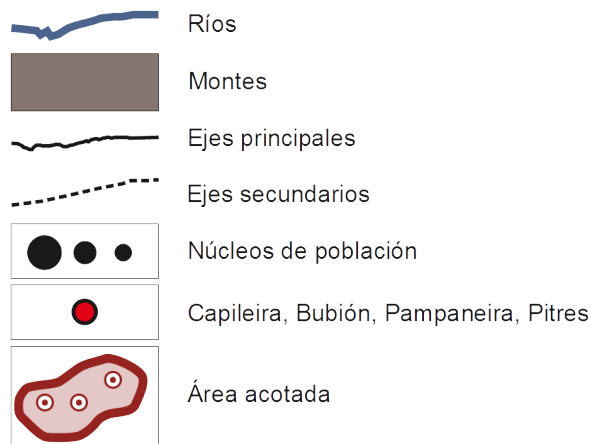 Ríos
Montes
Ejes principales
Ejes secundarios
Núcleos de población
Capileira, Bubión, Pampaneira, Pitres
Área acotada